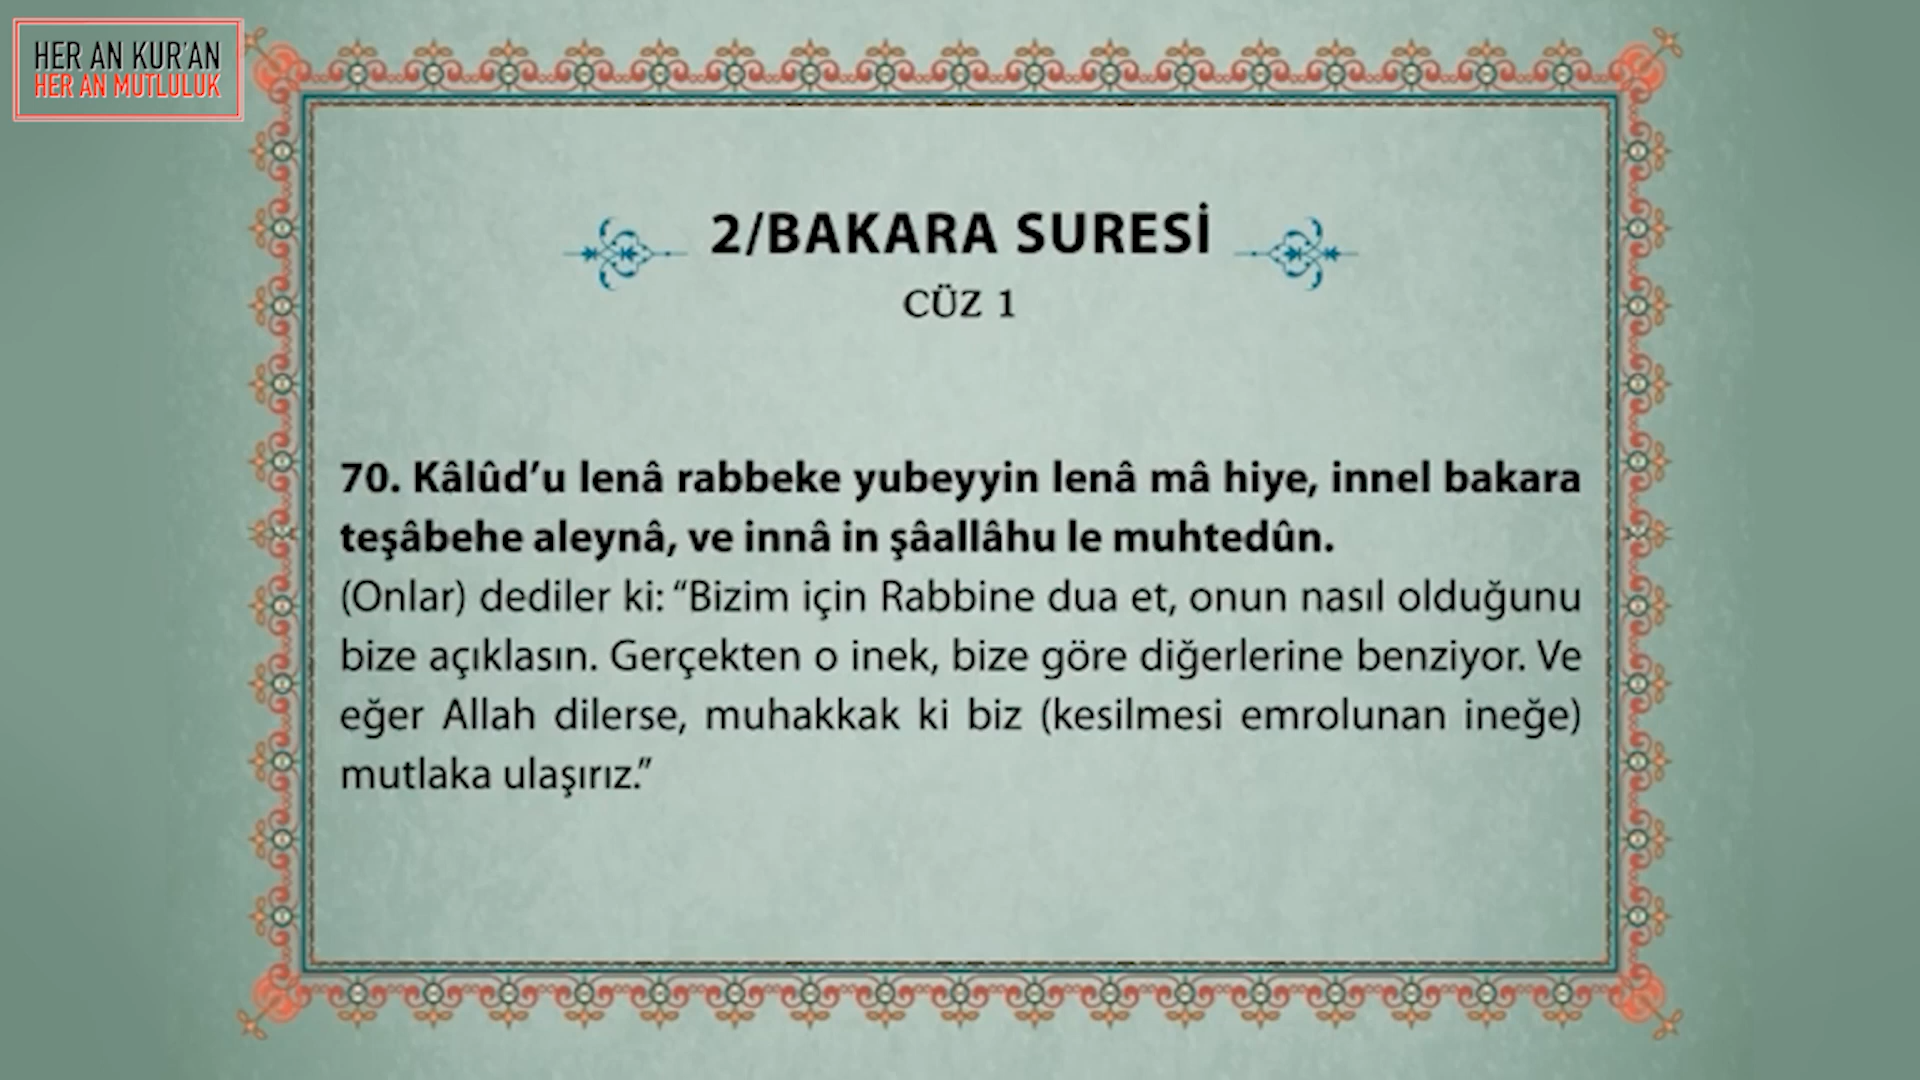 HER AN KUR'AN
HER AN MUTLULUK
2/BAKARA SURESİ
CÜZ 1
70. Kâlûd’u lenâ rabbeke yubeyyin lenâ mâ hiye, innel bakara
teşâbehe aleynâ, ve innâ in şâallâhu le muhtedûn.
(Onlar) dediler ki: “Bizim için Rabbine dua et, onun nasıl olduğunu
bize açıklasın. Gerçekten o inek, bize göre diğerlerine benziyor. Ve
eğer Allah dilerse, muhakkak ki biz (kesilmesi emrolunan ineğe)
mutlaka ulaşırız.”